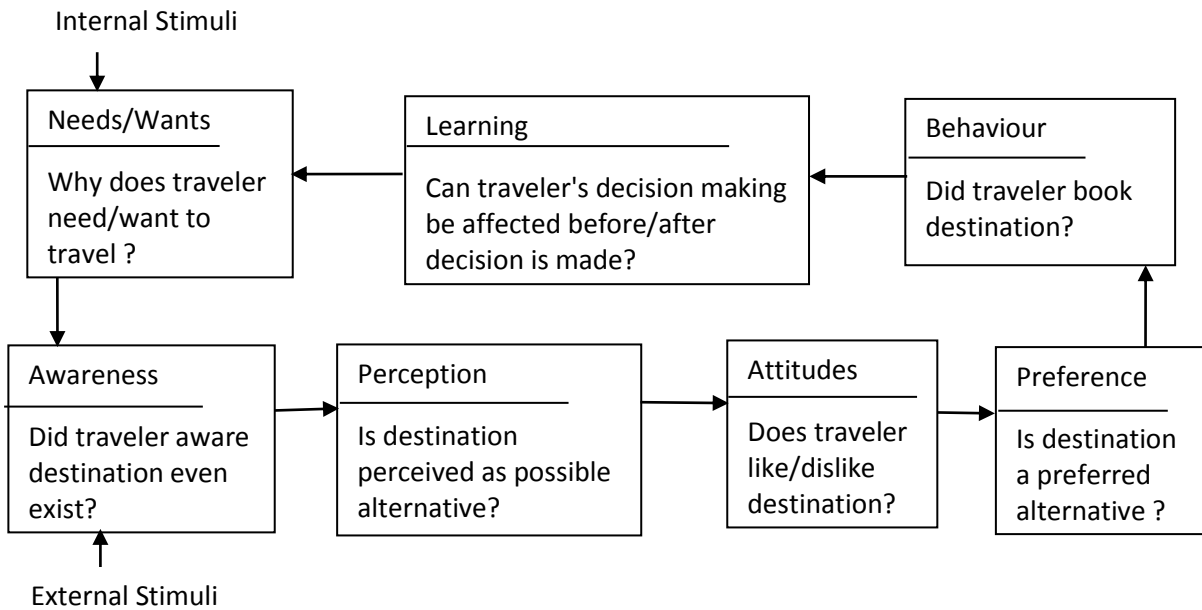 Internal Stimuli
Needs/Wants
Why does traveler
need/want to
travel ?
Learning
Can traveler's decision making
be affected before/after
decision is made?
Behaviour
Did traveler book
destination?
Awareness
Did traveler aware
destination even
exist?
Perception
Is destination
perceived as possible
alternative?
Attitudes
Does traveler
like/dislike
destination?
Preference
Is destination
a preferred
alternative ?
External Stimuli